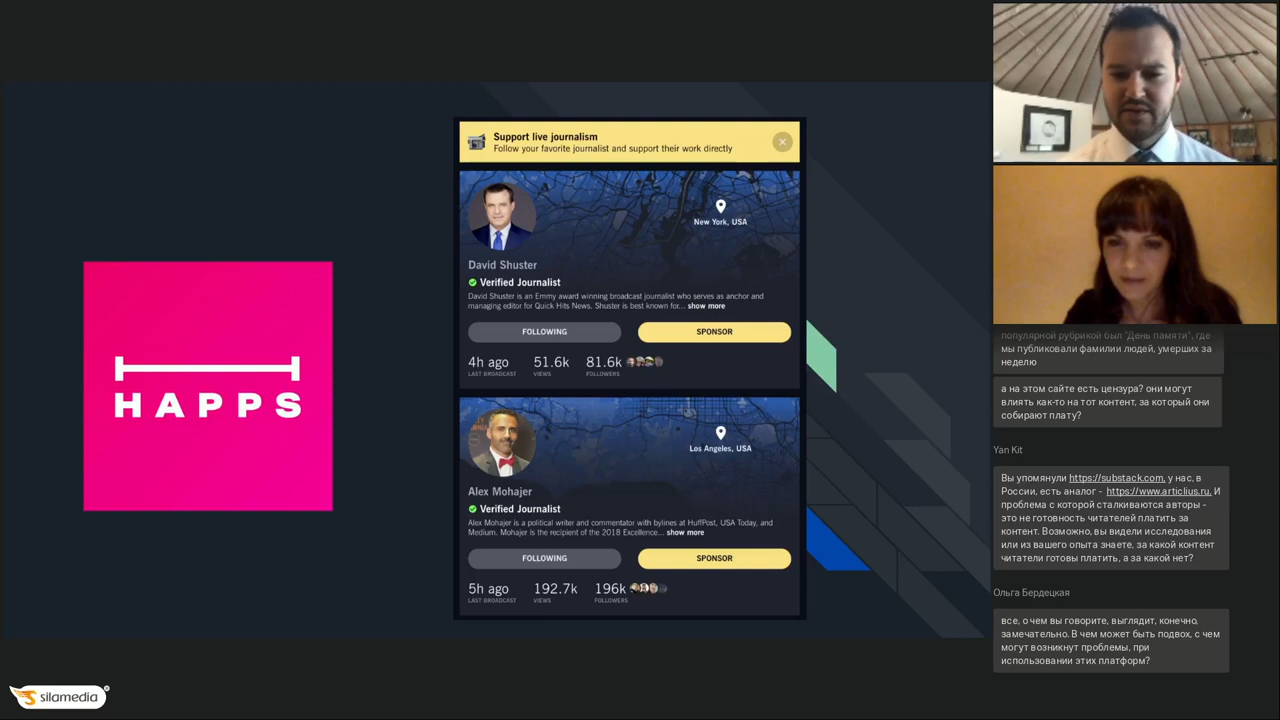 Support live journalism
Follow your favorite journalist and support their work directly
New York, USA
David Shuster
Verified Journalist
David Shuster is an Emmy award winning broadcast journalist who serves as anchor and
managing editor for Quick Hits News. Shuster is best known for... show more
FOLLOWING
SPONSOR
4h ago
51.6k
81.6k
LAST BROADCAST
VIEWS
FOLLOWERS
HAPPS
Los Angeles, USA
Alex Mohajer
Verified Journalist
Alex Mohajer is a political writer and commentator with bylines at HuffPost, USA Today, and
Medium. Mohajer is the recipient of the 2018 Excellence... show more
FOLLOWING
SPONSOR
5h ago
192.7k
196k
LAST BROADCAST
VIEWS
FOLLOWERS
популярной рубрикой был "День памяти", где
мы публиковали фамилии людей, умерших за
неделю
а на этом сайте есть цензура? они могут
влиять как-то на тот контент, за который они
собирают плату?
Yan Kit
Вы упомянули https://substack.com, у нас, в
России, есть аналог - https://www.articlius.ru. И
проблема с которой сталкиваются авторы -
это не готовность читателей платить за
контент. Возможно, вы видели исследования
или из вашего опыта знаете, за какой контент
читатели готовы платить, а за какой нет?
Ольга Бердецкая
все, о чем вы говорите, выглядит, конечно,
замечательно. В чем может быть подвох, с чем
могут возникнут проблемы, при
использовании этих платформ?
silamedia